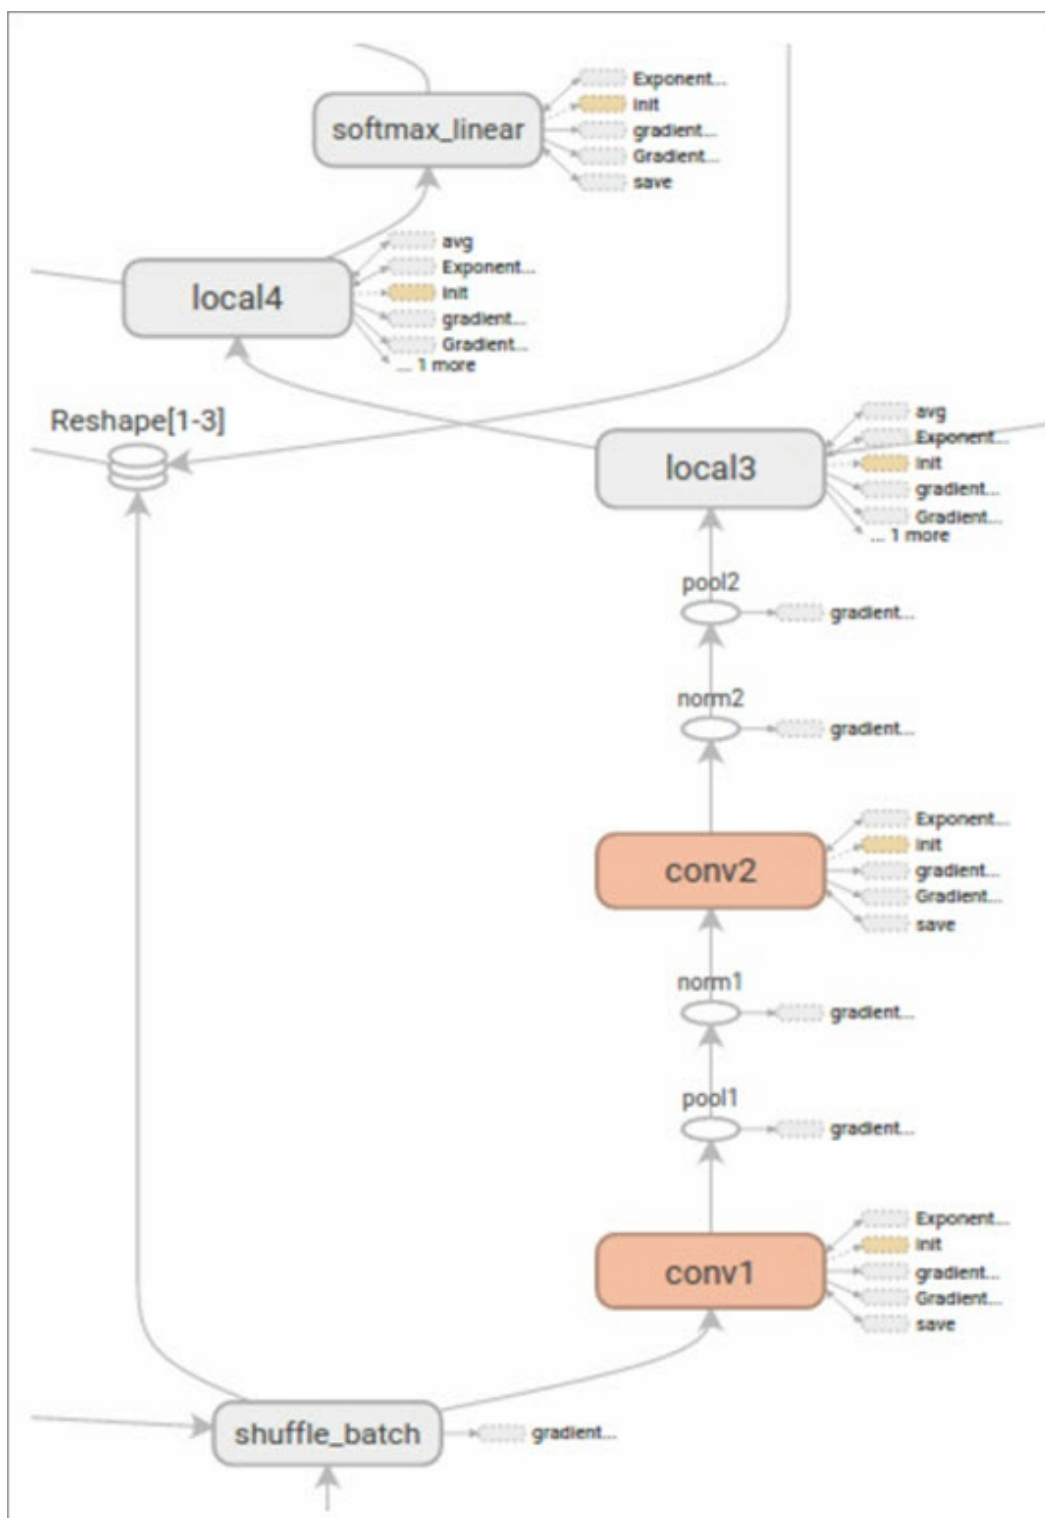 Exponent...
softmax_linear
init
gradient...
Gradient...
save
avg
Exponent...
local4
init
gradient...
Gradient...
... 1 more
Reshape[1-3]
avg
Exponent...
local3
init
gradient...
Gradient...
... 1 more
pool2
gradient...
norm2
gradient...
Exponent...
init
conv2
gradient...
Gradient...
save
norm1
gradient...
pool1
gradient...
Exponent...
init
conv1
gradient...
Gradient...
save
shuffle_batch
gradient...